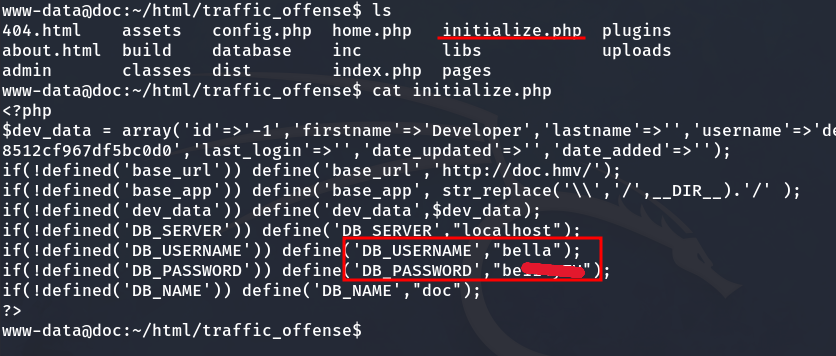 www-data@doc:~/html/traffic_offense$ ls
404.html assets config.php home.php initialize.php plugins
about.html build database inc libs uploads
admin classes dist index.php pages
www-data@doc:~/html/traffic_offense$ cat initialize.php
<?php
$dev_data = array('id'=>'-1','firstname'=>'Developer','lastname'=>'','username'=>'de
8512cf967df5bc0d0','last_login'=>'','date_updated'=>'','date_added'=>'');
if(!defined('base_url')) define('base_url','http://doc.hmv/');
if(!defined('base_app')) define('base_app', str_replace('\\','/',__DIR__).'/' );
if(!defined('dev_data')) define('dev_data',$dev_data);
if(!defined('DB_SERVER')) define('DB_SERVER',"localhost");
if(!defined('DB_USERNAME')) define('DB_USERNAME',"bella");
if(!defined('DB_PASSWORD')) define('DB_PASSWORD',"be");
if(!defined('DB_NAME')) define('DB_NAME',"doc");
?>
www-data@doc:~/html/traffic_offense$